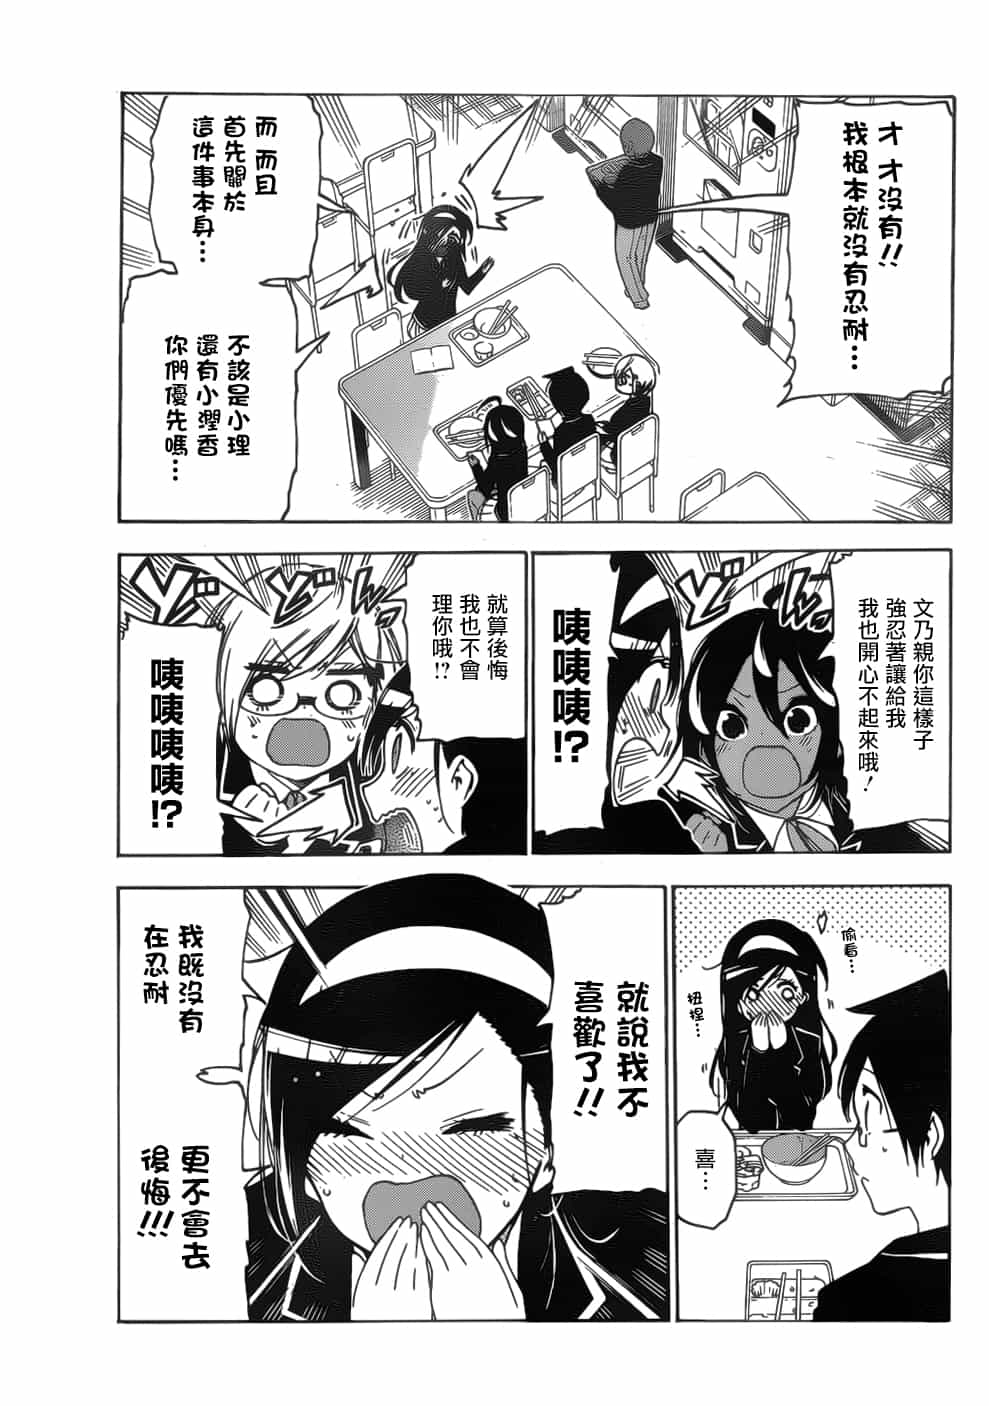 才 才沒有!!
我根本就沒有忍耐…
而 而且
首先關於
這件事本身…
不該是小理
還有小潤香
你們優先嗎…
文乃親你這樣子
強忍著讓給我
我也開心不起來哦！
咦咦咦!?
就算後悔
我也不會
理你哦!?
咦咦咦咦!?
偷看…
扭捏…
喜…
就說我不
喜歡了!!
我既沒有
在忍耐
更不會去
後悔!!!